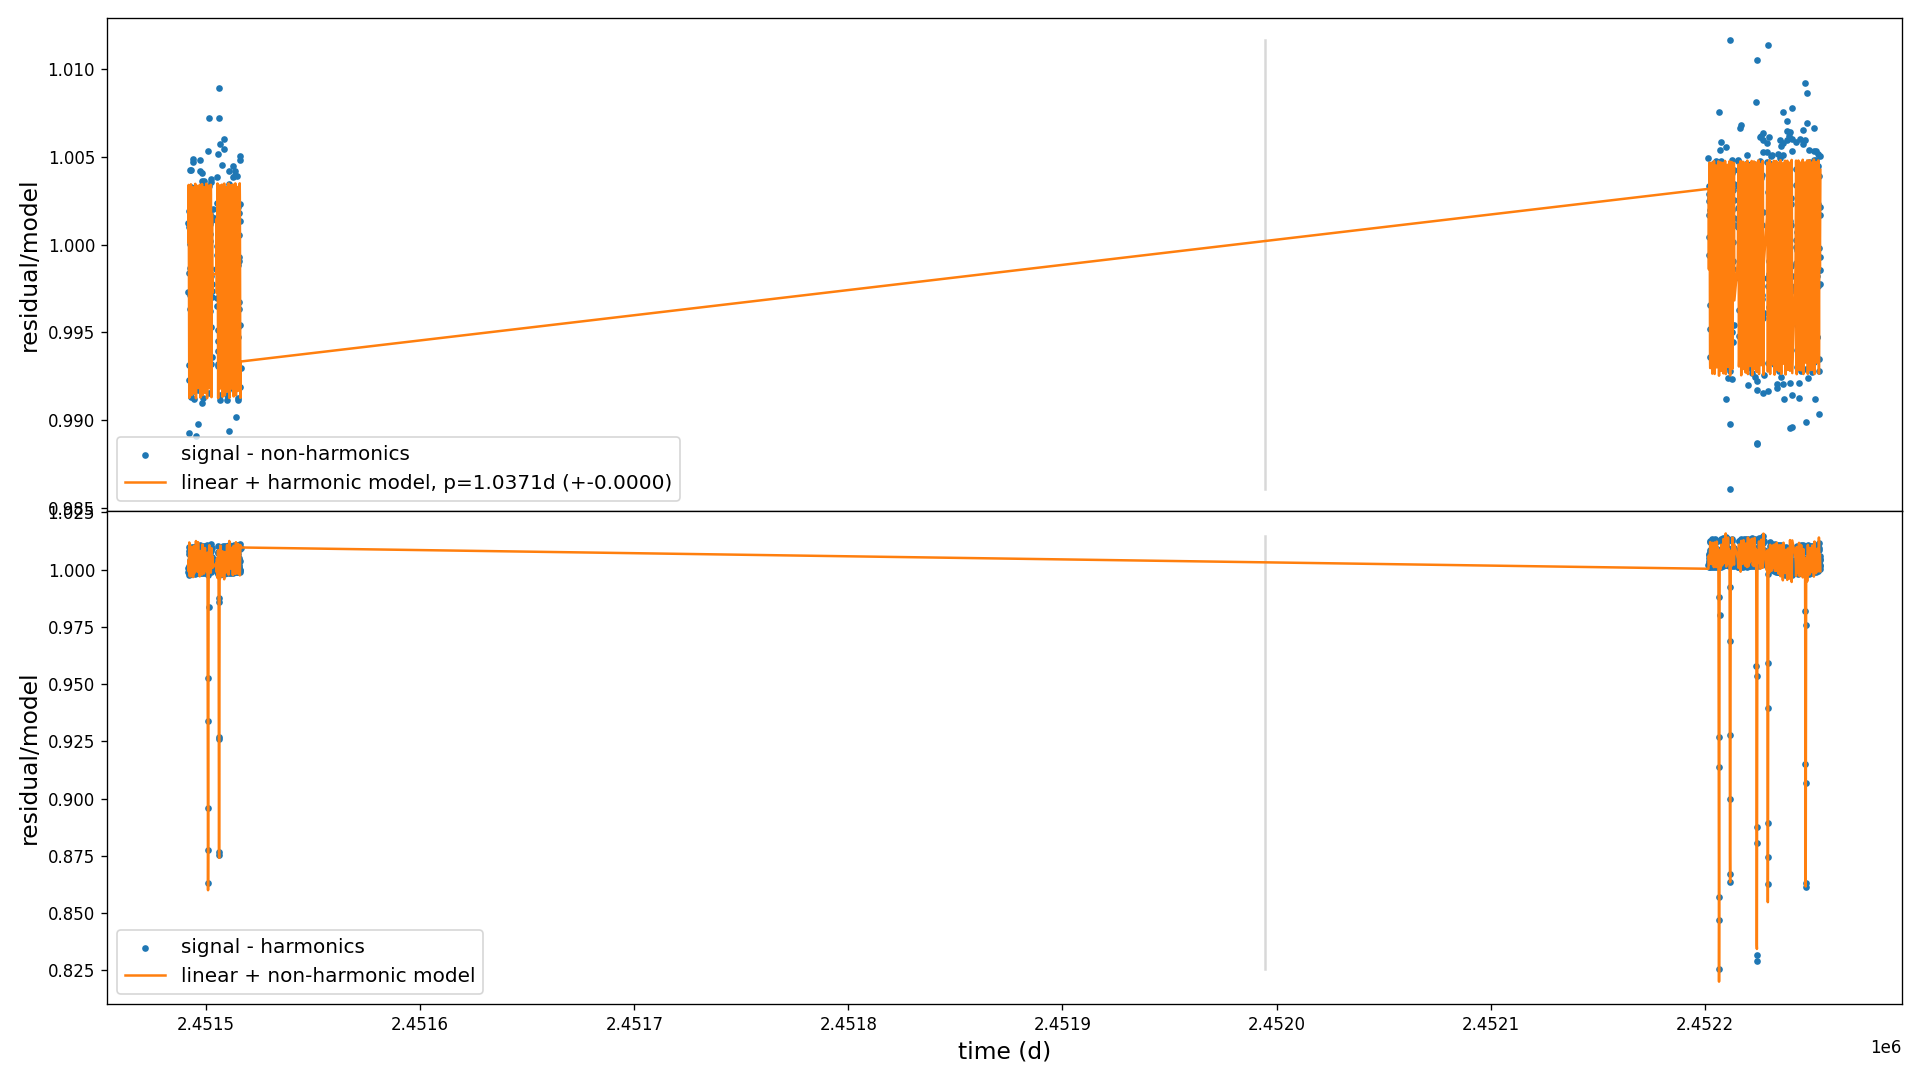 1.010
1.005
1.000
0.995
0.990
0.985
residual/model
signal - non-harmonics
linear + harmonic model, p=1.0371d (+-0.0000)
1.025
1.000
0.975
0.950
0.925
0.900
0.875
0.850
0.825
residual/model
signal - harmonics
linear + non-harmonic model
2.4515 2.4516 2.4517 2.4518 2.4519 2.4520 2.4521 2.4522
time (d)
1e6